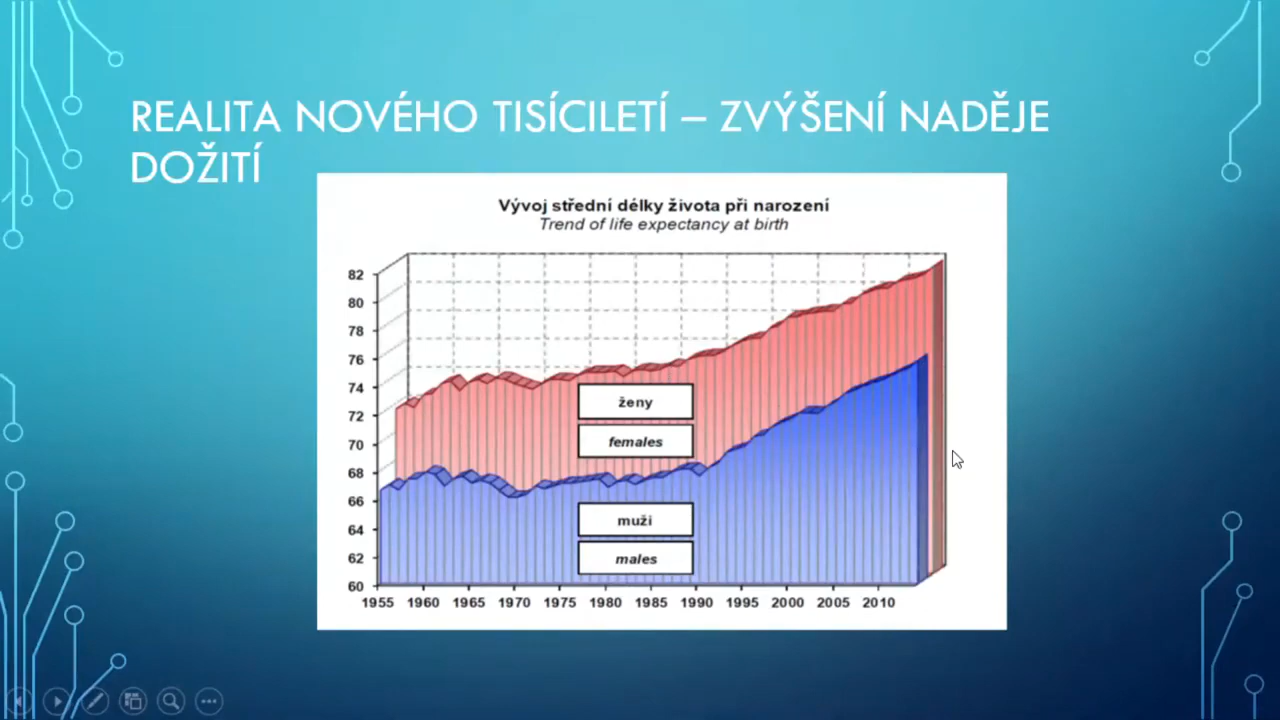 REALITA NOVÉHO TISÍCILETÍ – ZVÝŠENÍ NADĚJE
DOŽITÍ
Vývoj střední délky života při narození
Trend of life expectancy at birth
82
80
78
76
74
72
70
68
66
64
62
60
ženy
females
muži
males
1955 1960 1965 1970 1975 1980 1985 1990 1995 2000 2005 2010